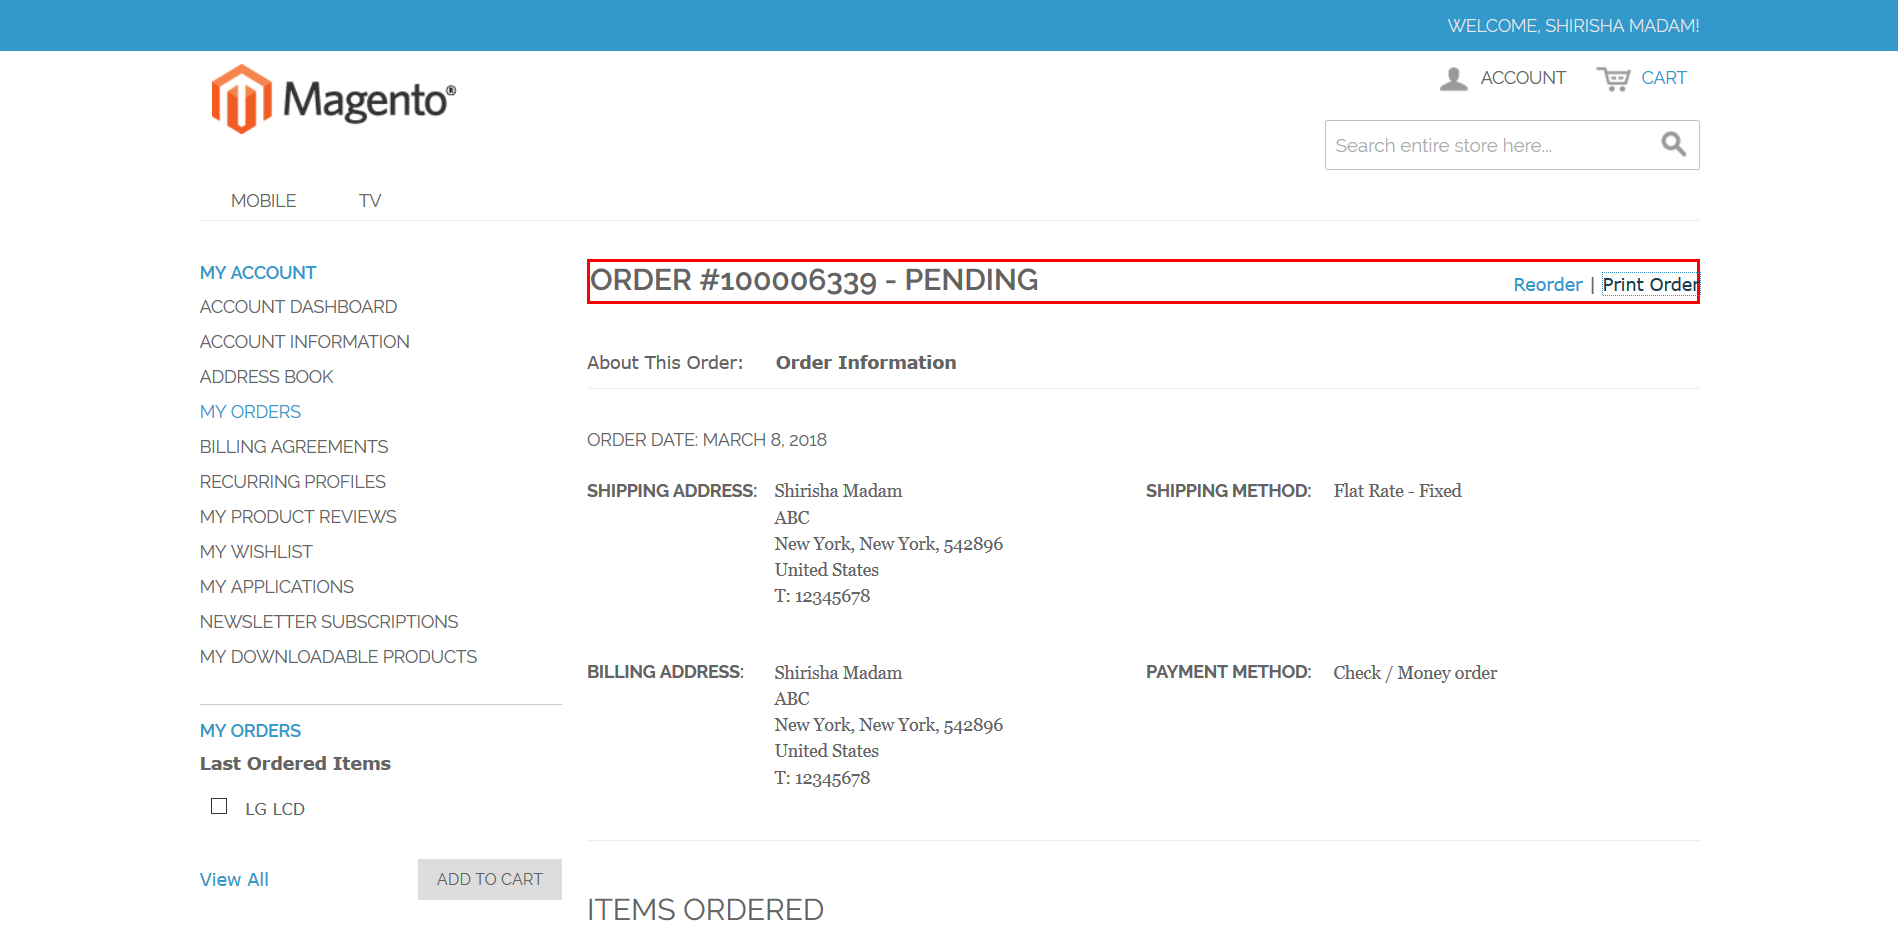 WELCOME, SHIRISHA MADAM!
Magento®
ACCOUNT
CART
Search entire store here...
MOBILE
TV
MY ACCOUNT
ACCOUNT DASHBOARD
ACCOUNT INFORMATION
ADDRESS BOOK
MY ORDERS
BILLING AGREEMENTS
RECURRING PROFILES
MY PRODUCT REVIEWS
MY WISHLIST
MY APPLICATIONS
NEWSLETTER SUBSCRIPTIONS
MY DOWNLOADABLE PRODUCTS
MY ORDERS
Last Ordered Items
LG LCD
View All
ADD TO CART
ORDER #100006339 - PENDING
Reorder | Print Order
About This Order: Order Information
ORDER DATE: MARCH 8, 2018
SHIPPING ADDRESS:
Shirisha Madam
ABC
New York, New York, 542896
United States
T: 12345678
SHIPPING METHOD:
Flat Rate - Fixed
BILLING ADDRESS:
Shirisha Madam
ABC
New York, New York, 542896
United States
T: 12345678
PAYMENT METHOD:
Check / Money order
ITEMS ORDERED